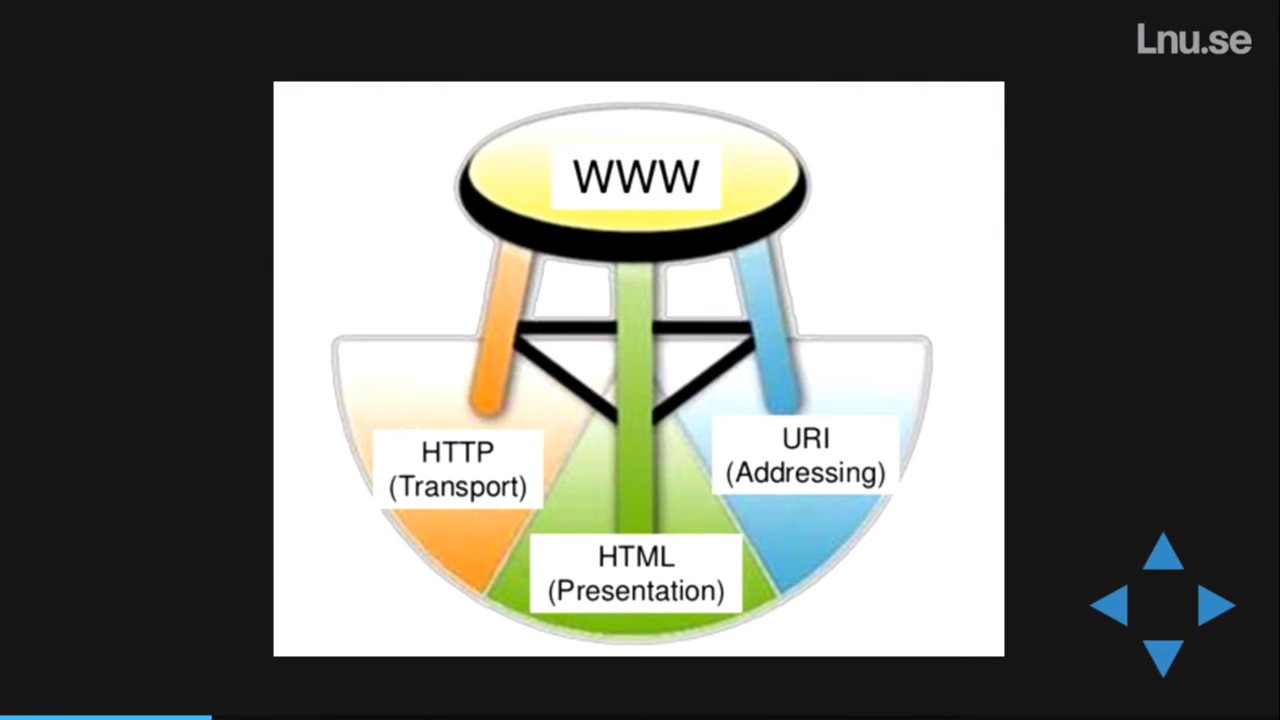 Lnu.se
WWW
HTTP
(Transport)
URI
(Addressing)
HTML
(Presentation)